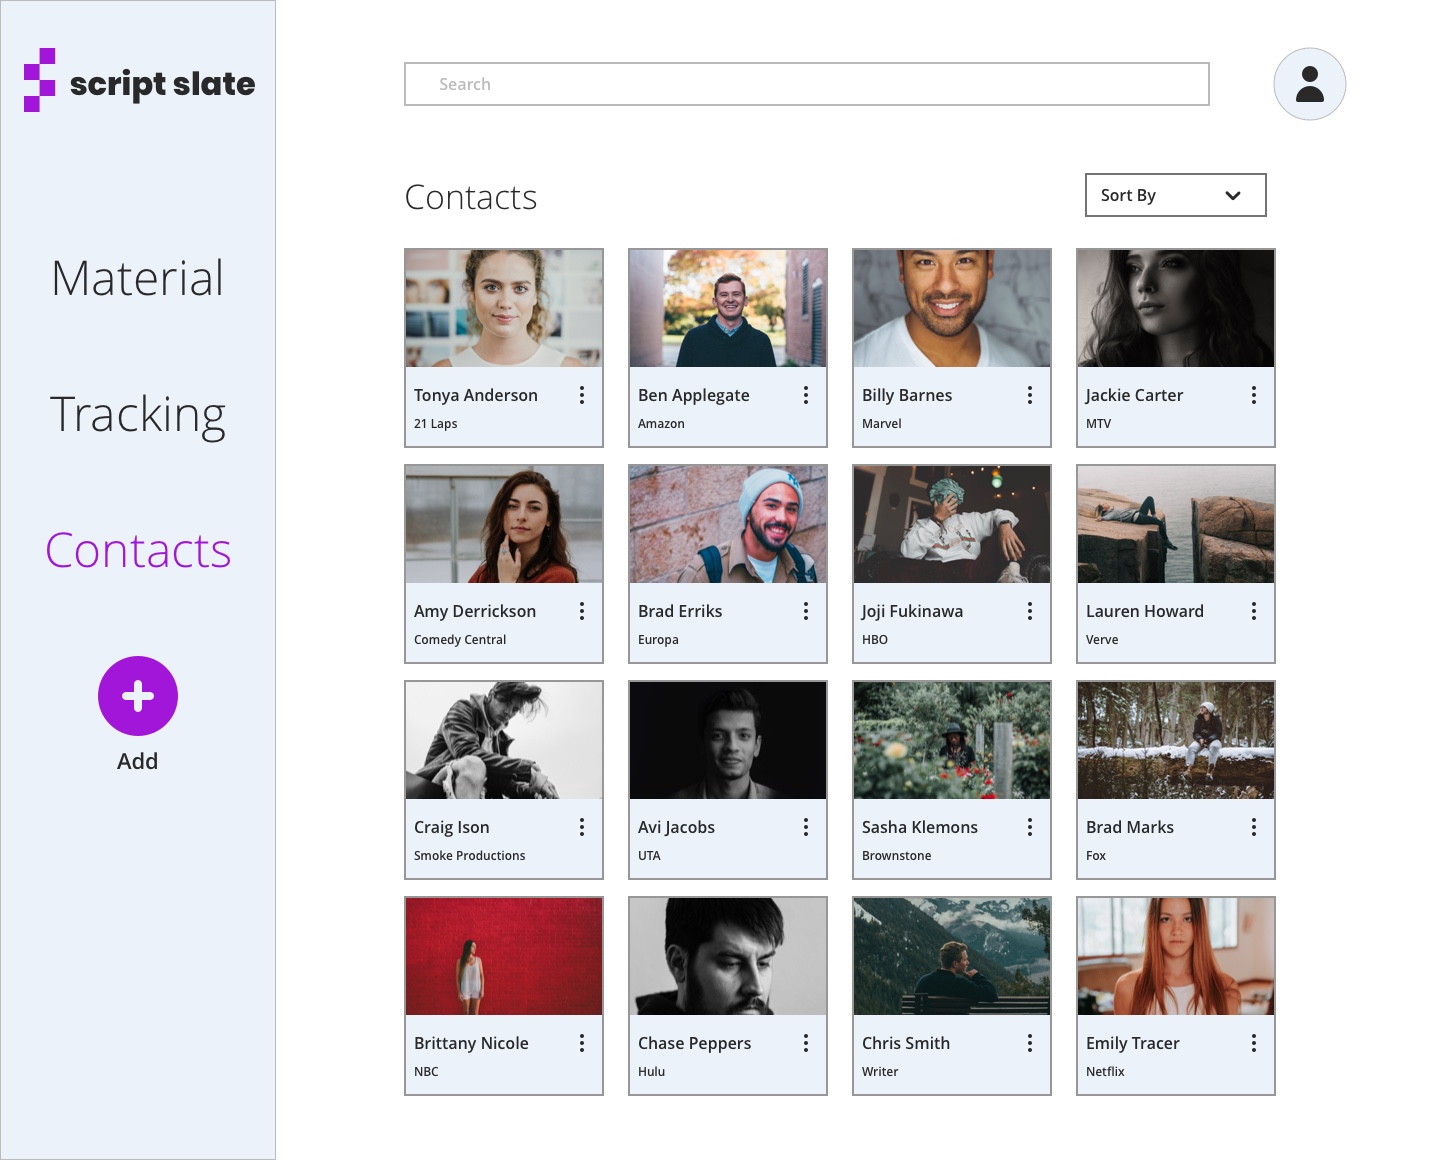 script slate
Search
Contacts
Sort By
Material
Tracking
Contacts
Add
Tonya Anderson
21 Laps
Ben Applegate
Amazon
Billy Barnes
Marvel
Jackie Carter
MTV
Amy Derrickson
Comedy Central
Brad Erriks
Europa
Joji Fukinawa
HBO
Lauren Howard
Verve
Craig Ison
Smoke Productions
Avi Jacobs
UTA
Sasha Klemons
Brownstone
Brad Marks
Fox
Brittany Nicole
NBC
Chase Peppers
Hulu
Chris Smith
Writer
Emily Tracer
Netflix